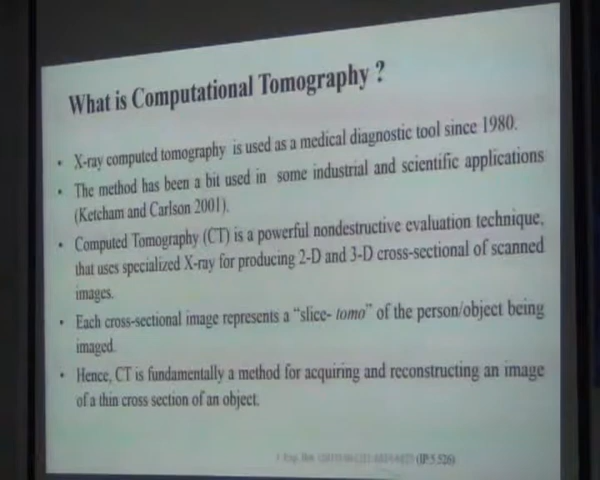 What is Computational Tomography ?
• X-ray computed tomography is used as a medical diagnostic tool since 1980.
• The method has been a bit used in some industrial and scientific applications
(Ketcham and Carlson 2001).
• Computed Tomography (CT) is a powerful nondestructive evaluation technique,
that uses specialized X-ray for producing 2-D and 3-D cross-sectional of scanned
images.
• Each cross-sectional image represents a “slice- tomo” of the person/object being
imaged.
• Hence, CT is fundamentally a method for acquiring and reconstructing an image
of a thin cross section of an object.
(IP:5.526)